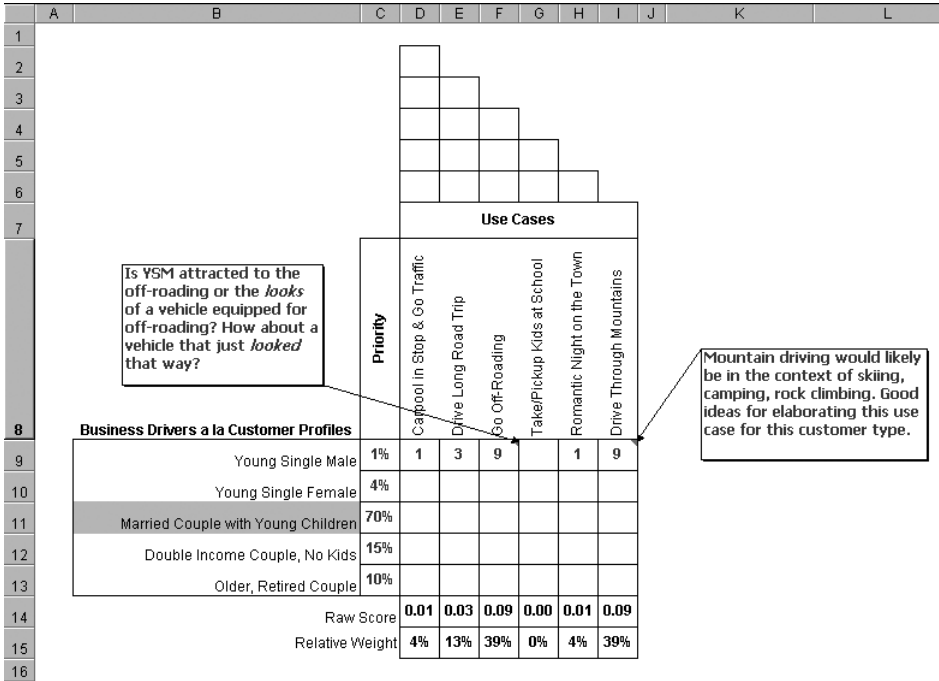 A B C D E F G H I J K L
1
2
3
4
5
6
7 Use Cases
8 Business Drivers a la Customer Profiles Priority Carpool in Stop & Go Traffic Drive Long Road Trip Go Off-Roading Take/Pickup Kids at School Romantic Night on the Town Drive Through Mountains
Is YSM attracted to the
off-roading or the looks
of a vehicle equipped for
off-roading? How about a
vehicle that just looked
that way?
Mountain driving would likely
be in the context of skiing,
camping, rock climbing. Good
ideas for elaborating this use
case for this customer type.
9 Young Single Male 1% 1 3 9 1 9
10 Young Single Female 4%
11 Married Couple with Young Children 70%
12 Double Income Couple, No Kids 15%
13 Older, Retired Couple 10%
14 Raw Score 0.01 0.03 0.09 0.00 0.01 0.09
15 Relative Weight 4% 13% 39% 0% 4% 39%
16